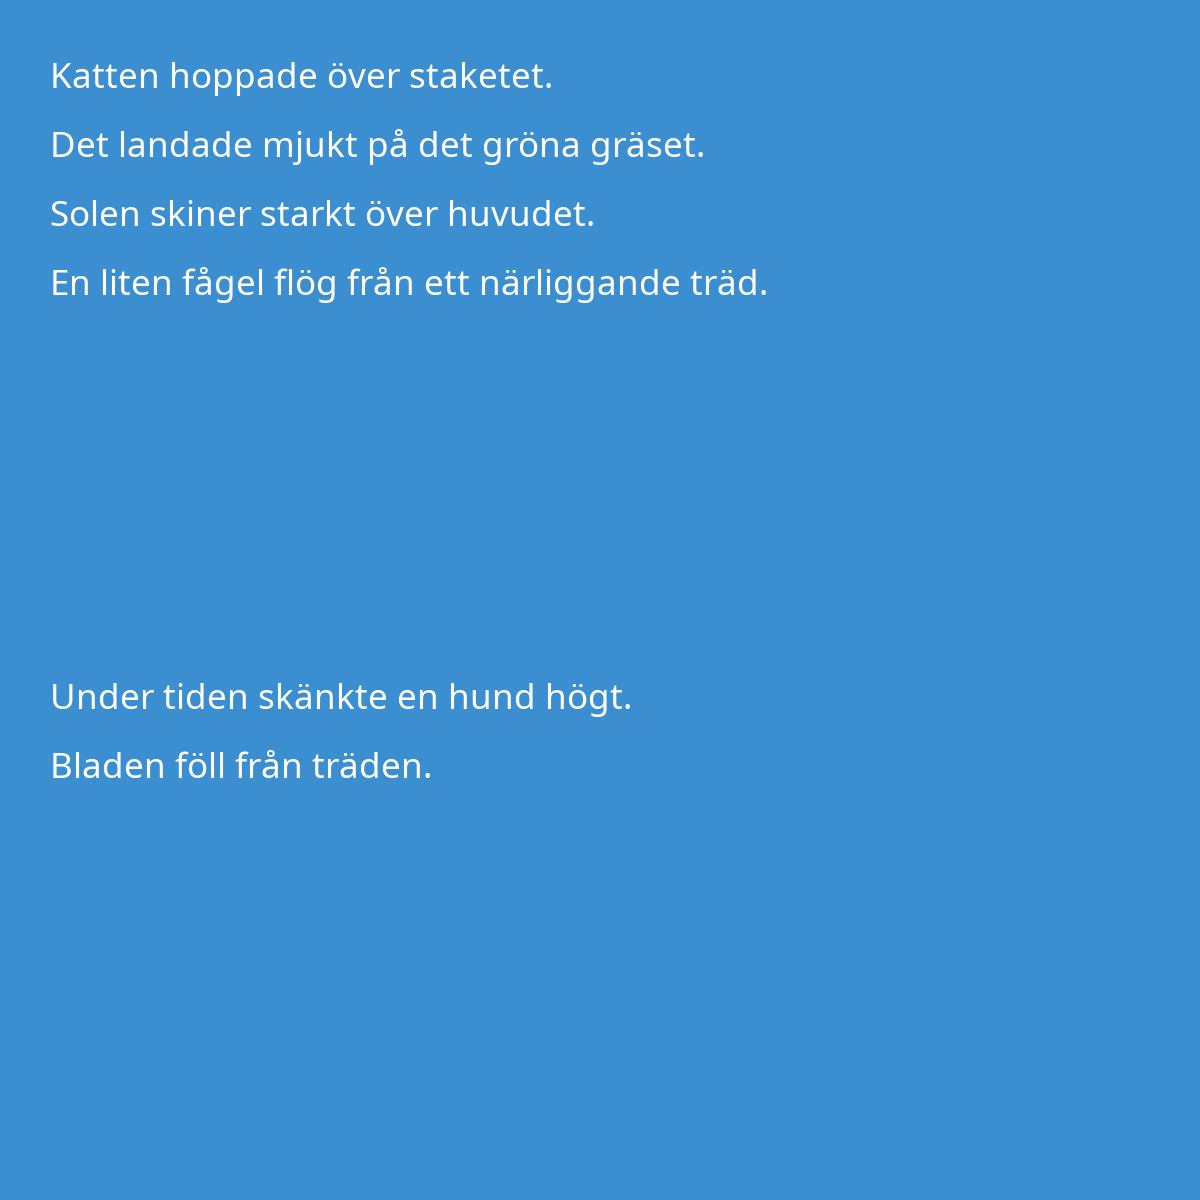 Katten hoppade över staketet.
Det landade mjukt på det gröna gräset.
Solen skiner starkt över huvudet.
En liten fågel flög från ett närliggande träd.
Under tiden skänkte en hund högt.
Bladen föll från träden.